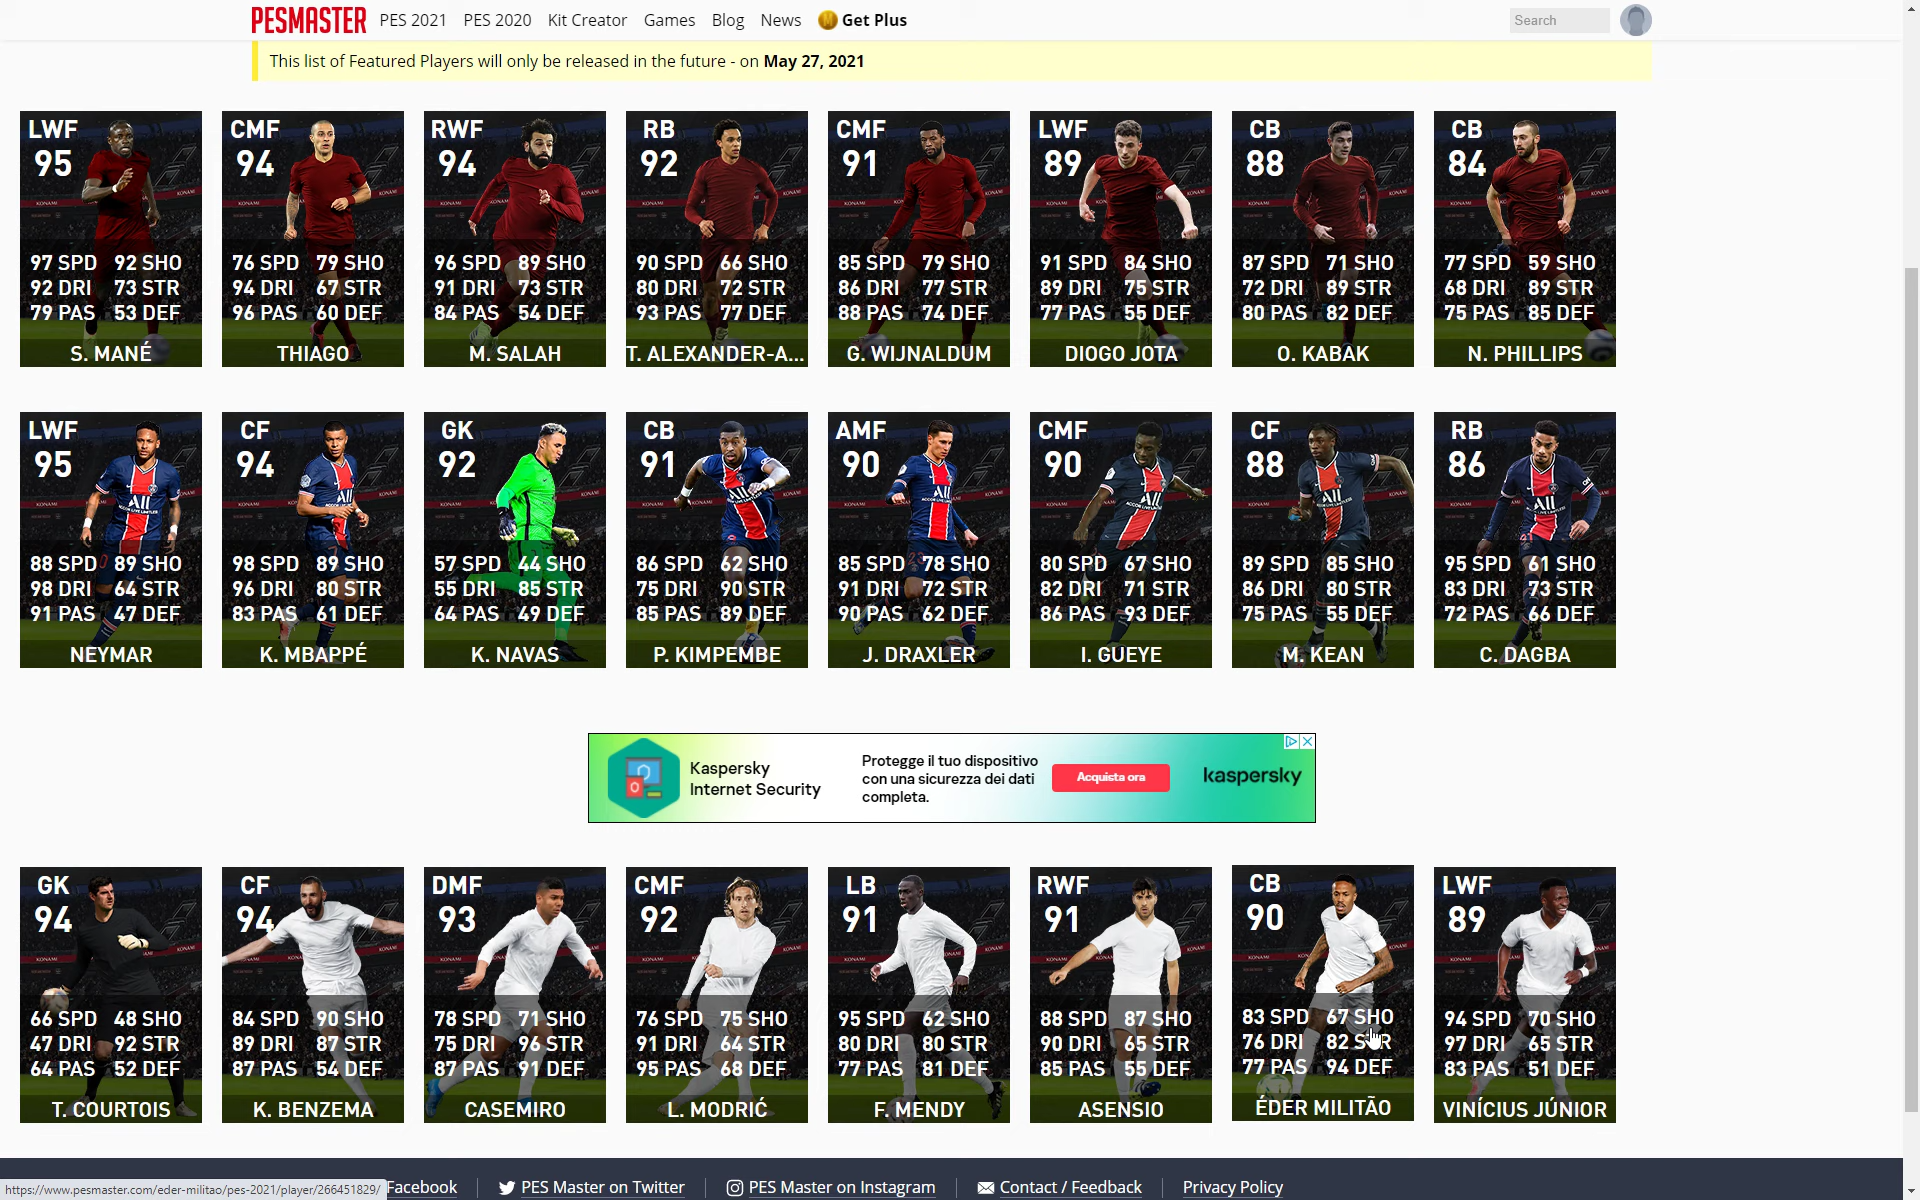 PESMASTER PES 2021 PES 2020 Kit Creator Games Blog News Get Plus Search
This list of Featured Players will only be released in the future - on May 27, 2021
LWF 95
97 SPD 92 SHO
92 DRI 73 STR
79 PAS 53 DEF
S. MANÉ
CMF 94
76 SPD 79 SHO
94 DRI 67 STR
96 PAS 60 DEF
THIAGO
RWF 94
96 SPD 89 SHO
91 DRI 73 STR
84 PAS 54 DEF
M. SALAH
RB 92
90 SPD 66 SHO
80 DRI 72 STR
93 PAS 77 DEF
T. ALEXANDER-A...
CMF 91
85 SPD 79 SHO
86 DRI 77 STR
88 PAS 74 DEF
G. WIJNALDUM
LWF 89
91 SPD 84 SHO
89 DRI 75 STR
77 PAS 55 DEF
DIOGO JOTA
CB 88
87 SPD 71 SHO
72 DRI 89 STR
80 PAS 82 DEF
O. KABAK
CB 84
77 SPD 59 SHO
68 DRI 89 STR
75 PAS 85 DEF
N. PHILLIPS
LWF 95
88 SPD 89 SHO
98 DRI 64 STR
91 PAS 47 DEF
NEYMAR
CF 94
98 SPD 89 SHO
96 DRI 80 STR
83 PAS 61 DEF
K. MBAPPÉ
GK 92
57 SPD 44 SHO
55 DRI 85 STR
64 PAS 49 DEF
K. NAVAS
CB 91
86 SPD 62 SHO
75 DRI 90 STR
85 PAS 89 DEF
P. KIMPEMBE
AMF 90
85 SPD 78 SHO
91 DRI 72 STR
90 PAS 62 DEF
J. DRAXLER
CMF 90
80 SPD 67 SHO
82 DRI 71 STR
86 PAS 93 DEF
I. GUEYE
CF 88
89 SPD 85 SHO
86 DRI 80 STR
75 PAS 55 DEF
M. KEAN
RB 86
95 SPD 61 SHO
83 DRI 73 STR
72 PAS 66 DEF
C. DAGBA
Kaspersky
Internet Security
Protegge il tuo dispositivo
con una sicurezza dei dati
completa.
Acquista ora
kaspersky
GK 94
66 SPD 48 SHO
47 DRI 92 STR
64 PAS 52 DEF
T. COURTOIS
CF 94
84 SPD 90 SHO
89 DRI 87 STR
87 PAS 54 DEF
K. BENZEMA
DMF 93
78 SPD 71 SHO
75 DRI 96 STR
87 PAS 91 DEF
CASEMIRO
CMF 92
76 SPD 75 SHO
91 DRI 64 STR
95 PAS 68 DEF
L. MODRIĆ
LB 91
95 SPD 62 SHO
80 DRI 80 STR
77 PAS 81 DEF
F. MENDY
RWF 91
88 SPD 87 SHO
90 DRI 65 STR
85 PAS 55 DEF
ASENSIO
CB 90
83 SPD 67 SHO
76 DRI 82 STR
77 PAS 94 DEF
ÉDER MILITÃO
LWF 89
94 SPD 70 SHO
97 DRI 65 STR
83 PAS 51 DEF
VINÍCIUS JÚNIOR
https://www.pesmaster.com/eder-militao/pes-2021/player/266451829/ Facebook PES Master on Twitter PES Master on Instagram Contact / Feedback Privacy Policy